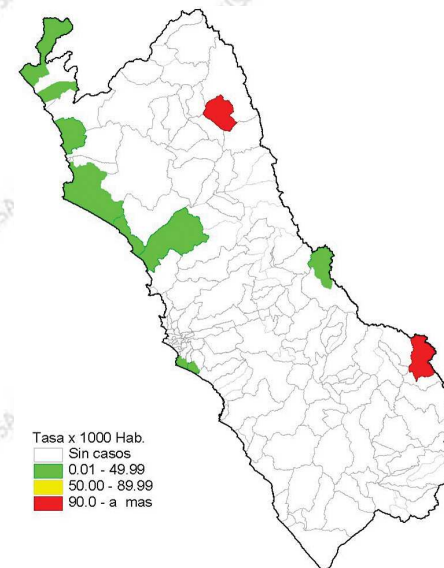 Tasa x 1000 Hab.
Sin casos
0.01 - 49.99
50.00 - 89.99
90.0 - a mas